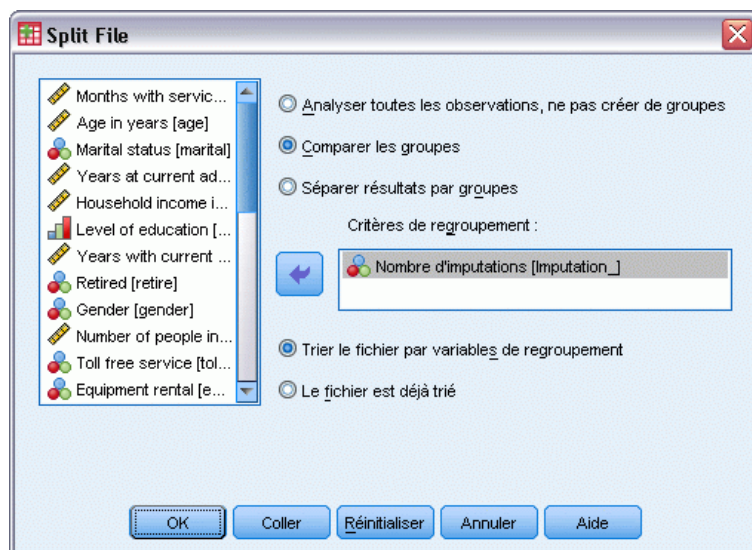 Split File
Months with servic...
Age in years [age]
Marital status [marital]
Years at current ad...
Household income i...
Level of education [...
Years with current ...
Retired [retire]
Gender [gender]
Number of people in...
Toll free service [tol...
Equipment rental [e...
Analyser toutes les observations, ne pas créer de groupes
Comparer les groupes
Séparer résultats par groupes
Critères de regroupement :
Nombre d'imputations [Imputation_]
Trier le fichier par variables de regroupement
Le fichier est déjà trié
OK
Coller
Réinitialiser
Annuler
Aide